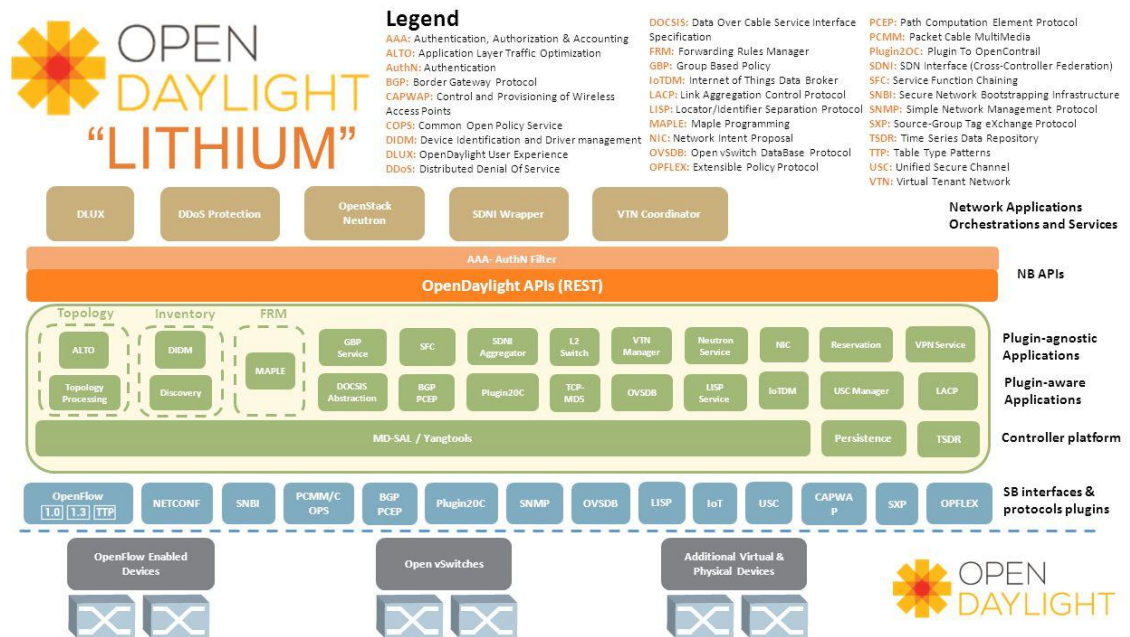 OPEN
DAYLIGHT
“LITHIUM”
Legend
AAA: Authentication, Authorization & Accounting
ALTO: Application Layer Traffic Optimization
AuthN: Authentication
BGP: Border Gateway Protocol
CAPWAP: Control and Provisioning of Wireless
Access Points
COPS: Common Open Policy Service
DIDM: Device Identification and Driver management
DLUX: OpenDaylight User Experience
DDoS: Distributed Denial Of Service
DOCSIS: Data Over Cable Service Interface
Specification
FRM: Forwarding Rules Manager
GBP: Group Based Policy
IoTDM: Internet of Things Data Broker
LACP: Link Aggregation Control Protocol
LISP: Locator/Identifier Separation Protocol
MAPLE: Maple Programming
NIC: Network Intent Proposal
OVSDB: Open vSwitch DataBase Protocol
OPFLEX: Extensible Policy Protocol
PCEP: Path Computation Element Protocol
PCMM: Packet Cable MultiMedia
Plugin2OC: Plugin To OpenContrail
SDNI: SDN Interface (Cross-Controller Federation)
SFC: Service Function Chaining
SNBI: Secure Network Bootstrapping Infrastructure
SNMP: Simple Network Management Protocol
SXP: Source-Group Tag eXchange Protocol
TSDR: Time Series Data Repository
TTP: Table Type Patterns
USC: Unified Secure Channel
VTN: Virtual Tenant Network
DLUX
DDoS Protection
OpenStack
Neutron
SDNI Wrapper
VTN Coordinator
Network Applications
Orchestrations and Services
AAA- AuthN Filter
OpenDaylight APIs (REST)
NB APIs
Topology
Inventory
FRM
ALTO
Topology
Processing
DIDM
Discovery
MAPLE
GBP
Service
SFC
SDNI
Aggregator
L2
Switch
VTN
Manager
Neutron
Service
NIC
Reservation
VPN Service
Plugin-agnostic
Applications
DOCSIS
Abstraction
BGP
PCEP
Plugin2OC
TCP-
MD5
OVSDB
LISP
Service
IoTDM
USC Manager
LACP
Plugin-aware
Applications
MD-SAL / Yangtools
Persistence
TSDR
Controller platform
OpenFlow
1.0 1.3 TTP
NETCONF
SNBI
PCMM/C
OPS
BGP
PCEP
Plugin2OC
SNMP
OVSDB
LISP
IoT
USC
CAPWA
P
SXP
OPFLEX
SB interfaces &
protocols plugins
OpenFlow Enabled
Devices
Open vSwitches
Additional Virtual &
Physical Devices
OPEN
DAYLIGHT